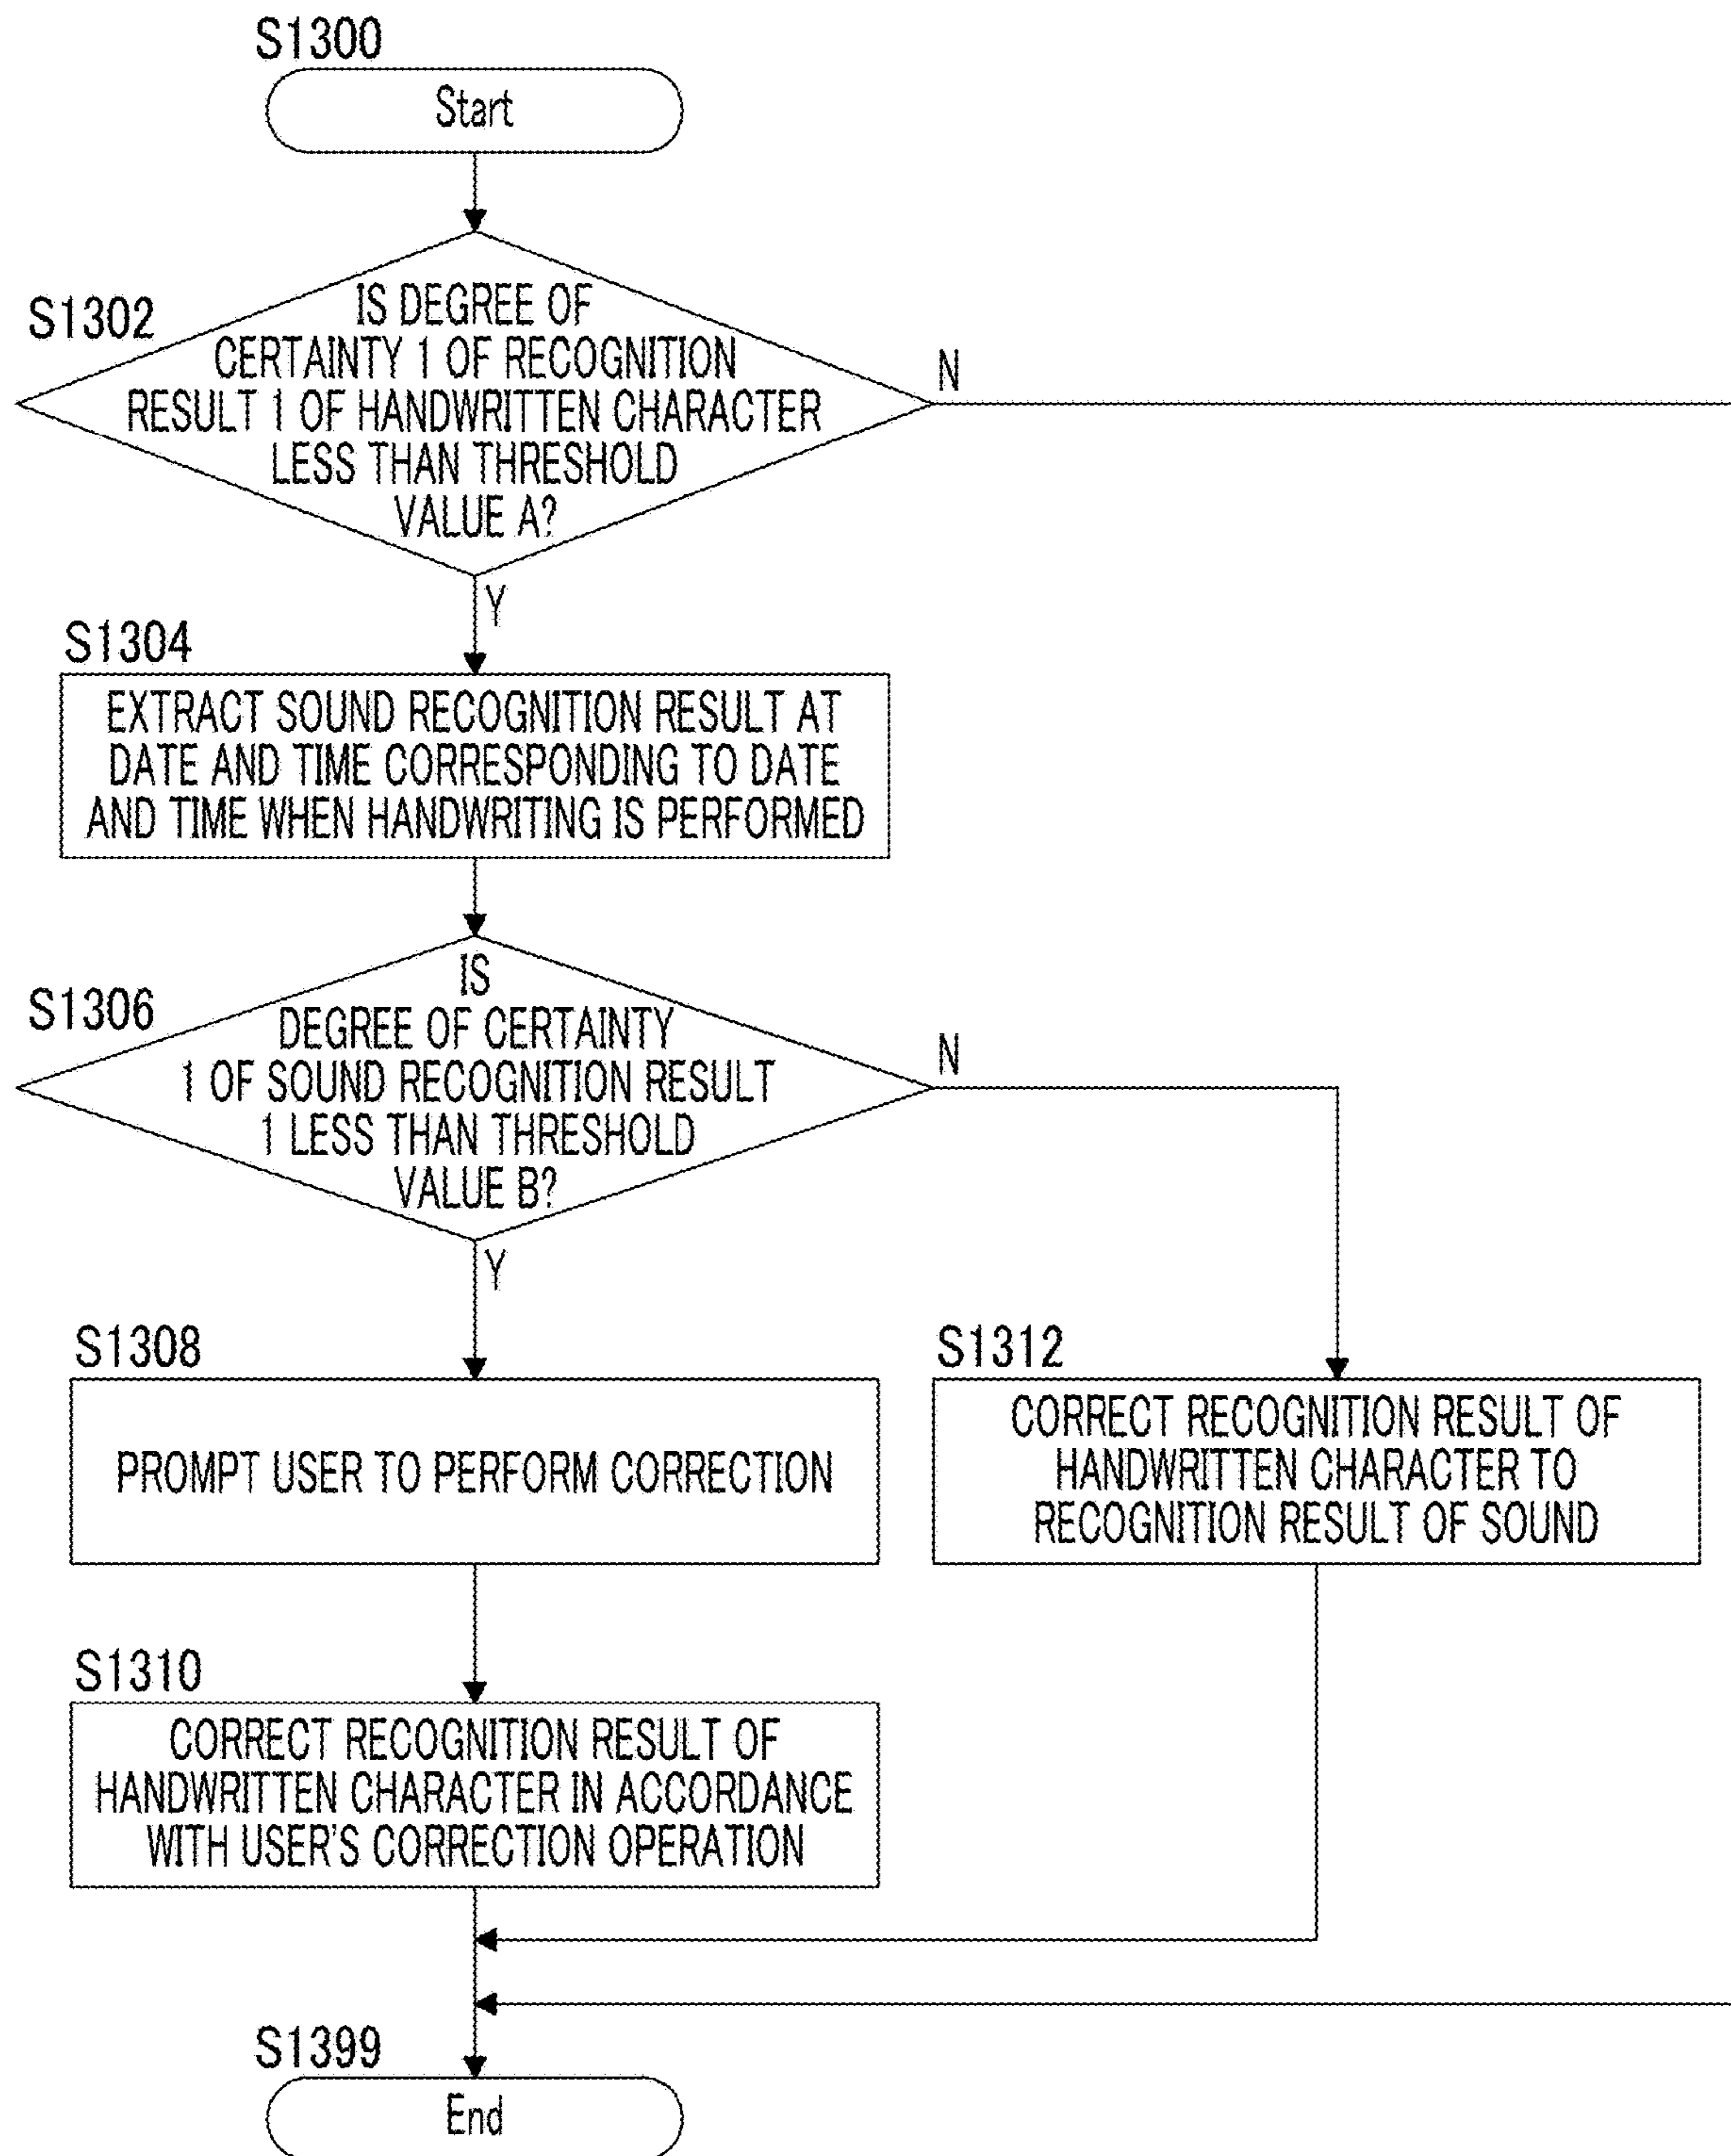 S1300
Start
S1302
IS DEGREE OF
CERTAINTY 1 OF RECOGNITION
RESULT 1 OF HANDWRITTEN CHARACTER
LESS THAN THRESHOLD
VALUE A?
N
Y
S1304
EXTRACT SOUND RECOGNITION RESULT AT
DATE AND TIME CORRESPONDING TO DATE
AND TIME WHEN HANDWRITING IS PERFORMED
S1306
IS
DEGREE OF CERTAINTY
1 OF SOUND RECOGNITION RESULT
1 LESS THAN THRESHOLD
VALUE B?
N
Y
S1308
PROMPT USER TO PERFORM CORRECTION
S1312
CORRECT RECOGNITION RESULT OF
HANDWRITTEN CHARACTER TO
RECOGNITION RESULT OF SOUND
S1310
CORRECT RECOGNITION RESULT OF
HANDWRITTEN CHARACTER IN ACCORDANCE
WITH USER'S CORRECTION OPERATION
S1399
End